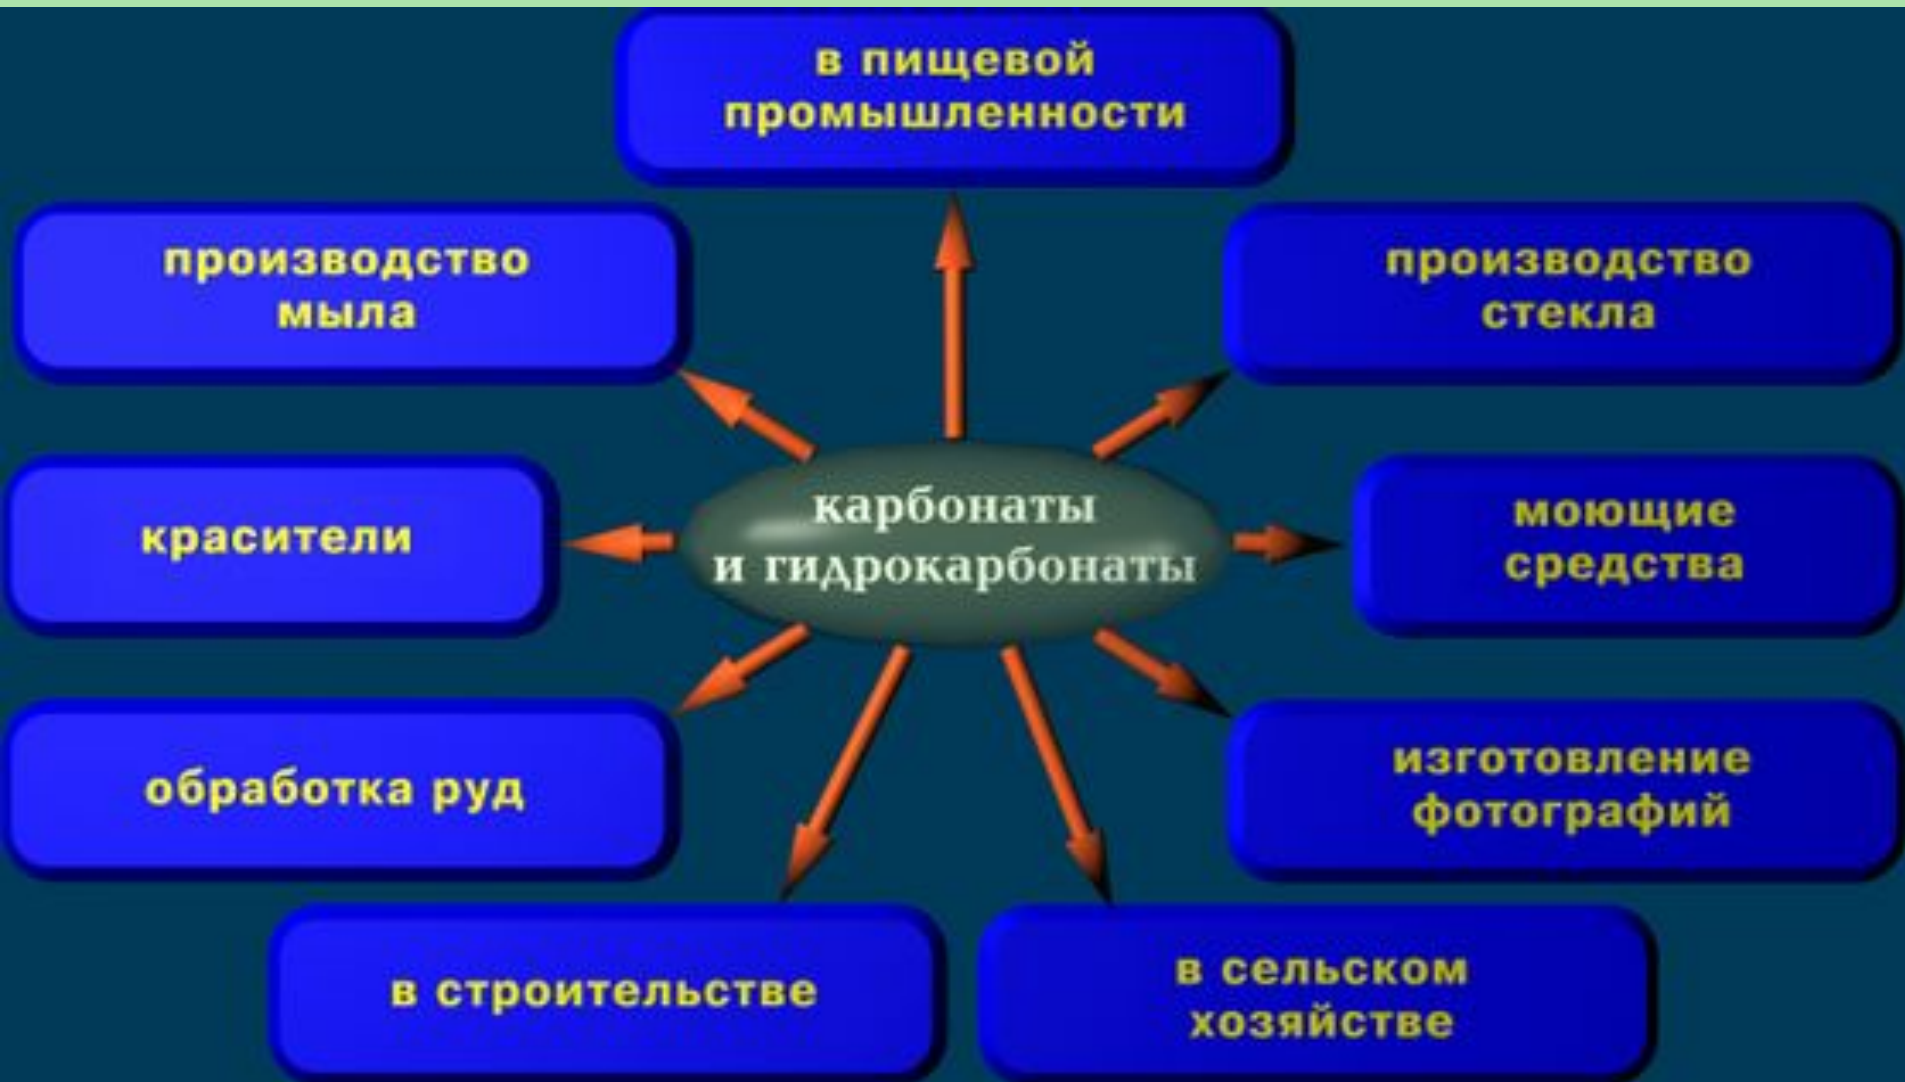 в пищевой
промышленности
производство
мыла
производство
стекла
карбонаты
и гидрокарбонаты
красители
моющие
средства
обработка руд
изготовление
фотографий
в строительстве
в сельском
хозяйстве